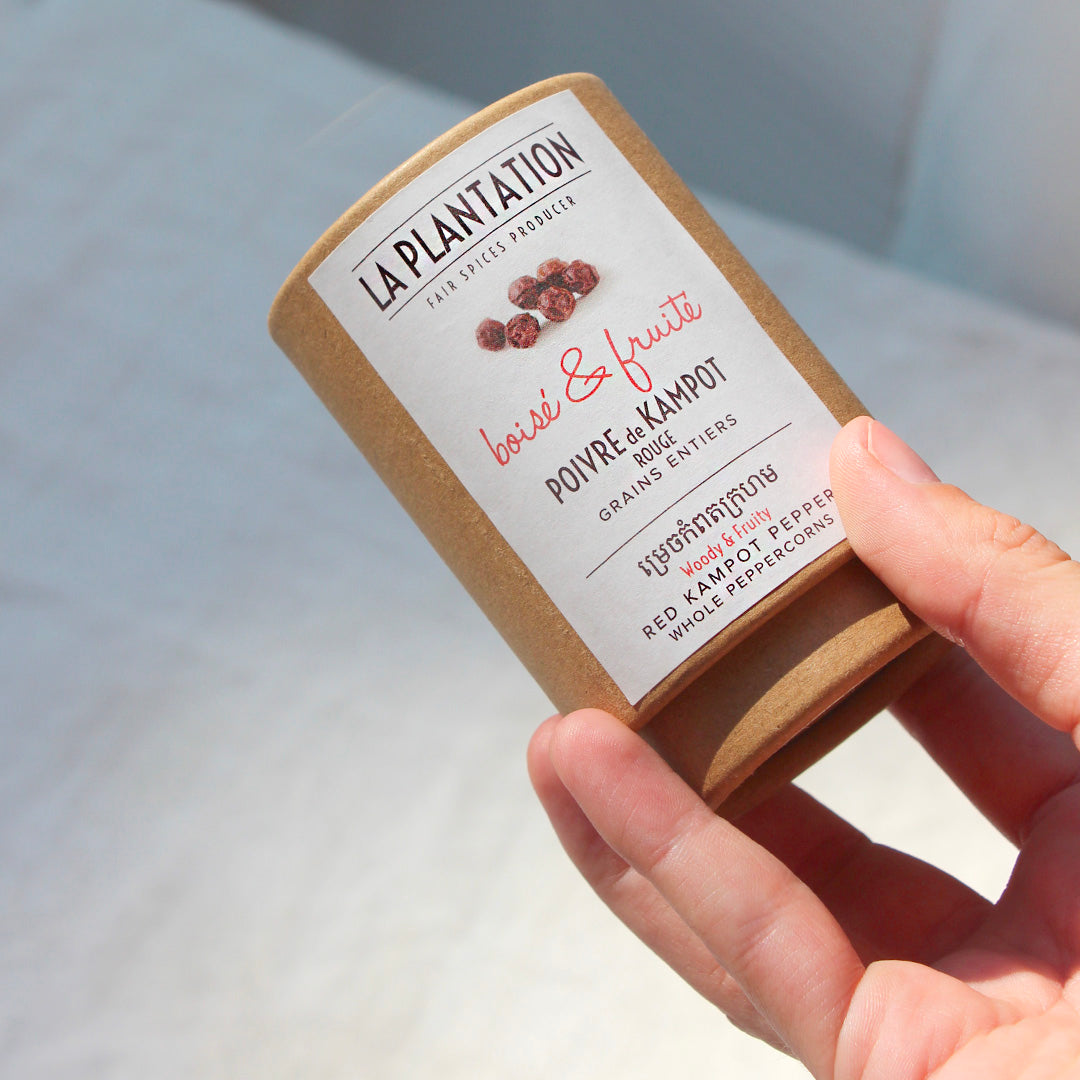 LA PLANTATION
FAIR SPICES PRODUCER
boisé & fruité
POIVRE de KAMPOT
ROUGE
GRAINS ENTIERS
ម្រេចកំពតក្រហម
Woody & Fruity
RED KAMPOT PEPPER
WHOLE PEPPERCORNS